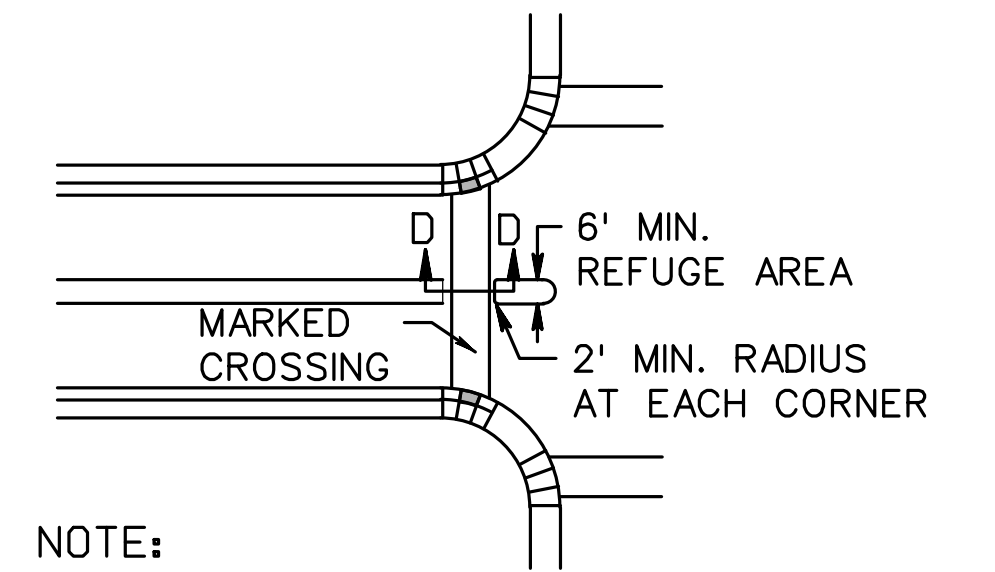 D D
6' MIN.
REFUGE AREA
MARKED
CROSSING
2' MIN. RADIUS
AT EACH CORNER
NOTE: